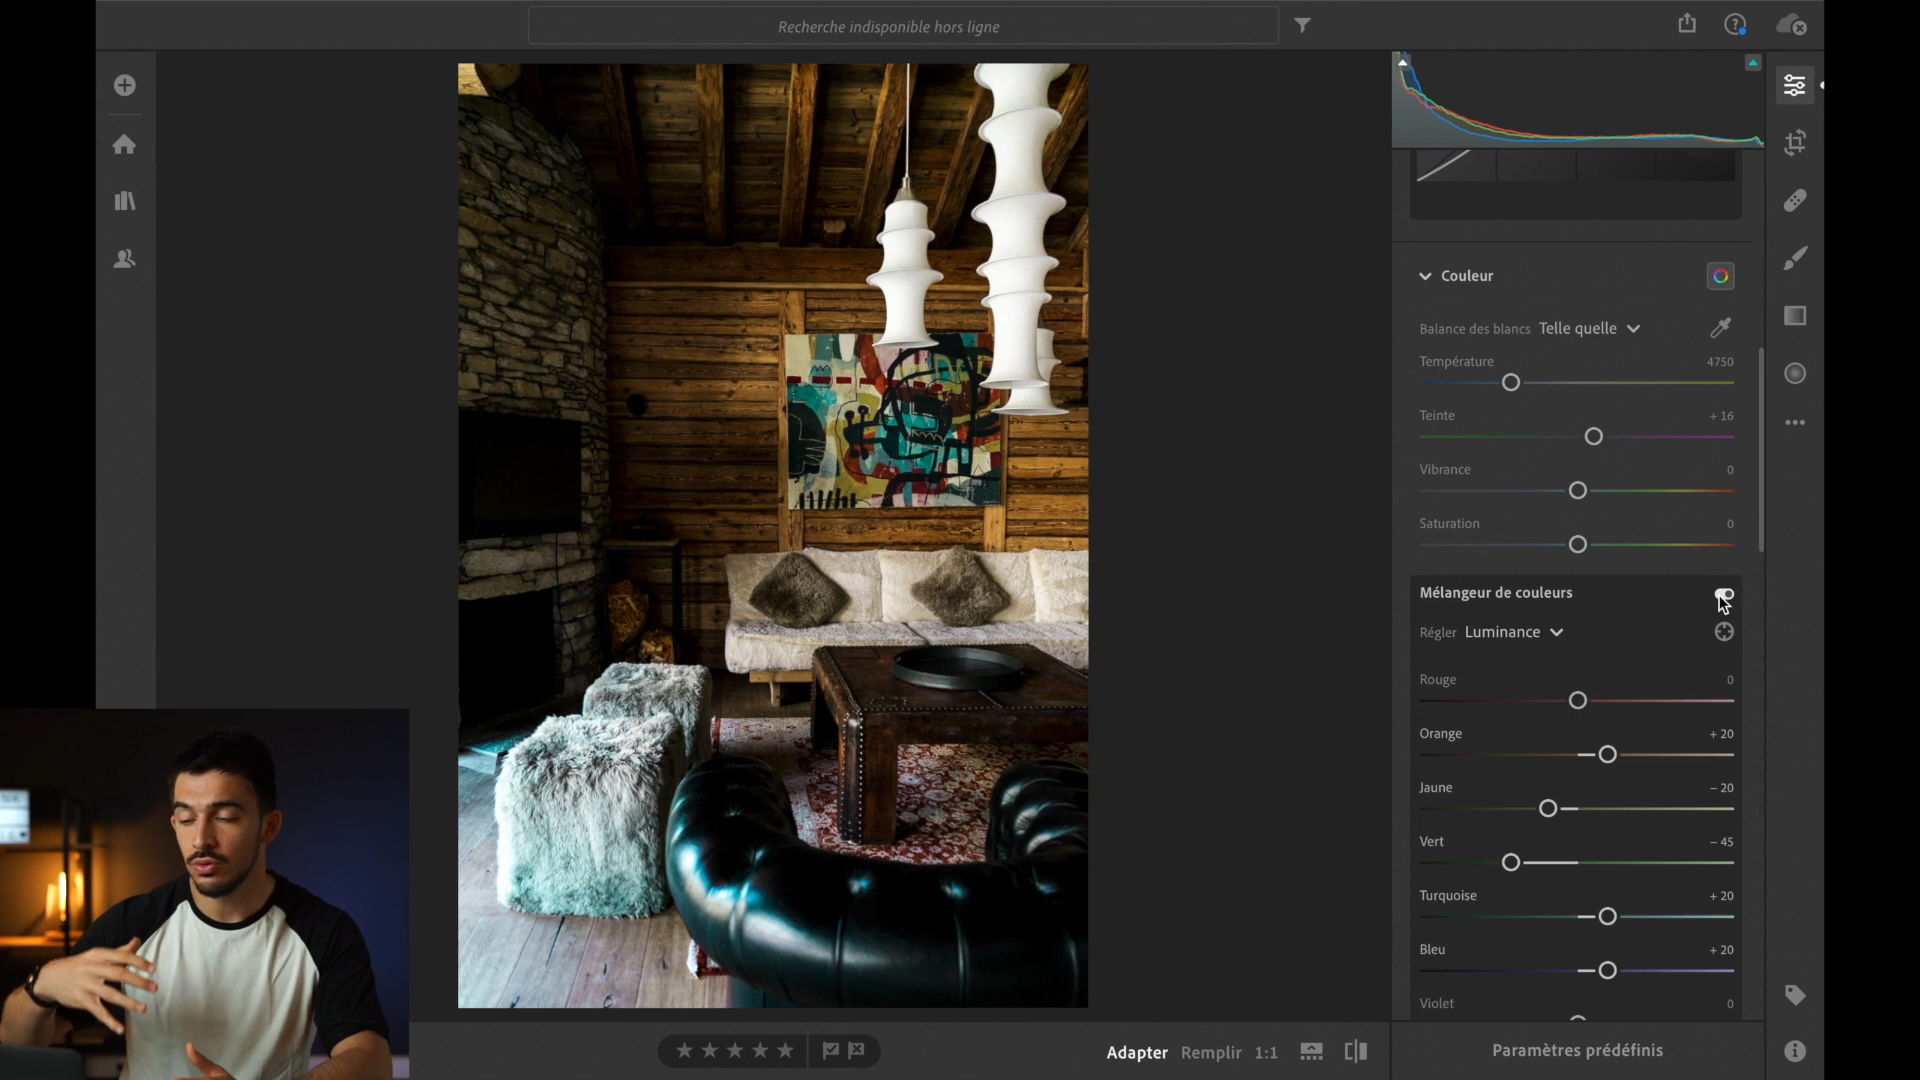 Recherche indisponible hors ligne
Couleur
Balance des blancs Telle quelle
Température 4750
Teinte + 16
Vibrance 0
Saturation 0
Mélangeur de couleurs
Régler Luminance
Rouge 0
Orange + 20
Jaune – 20
Vert – 45
Turquoise + 20
Bleu + 20
Violet 0
Adapter Remplir 1:1
Paramètres prédéfinis